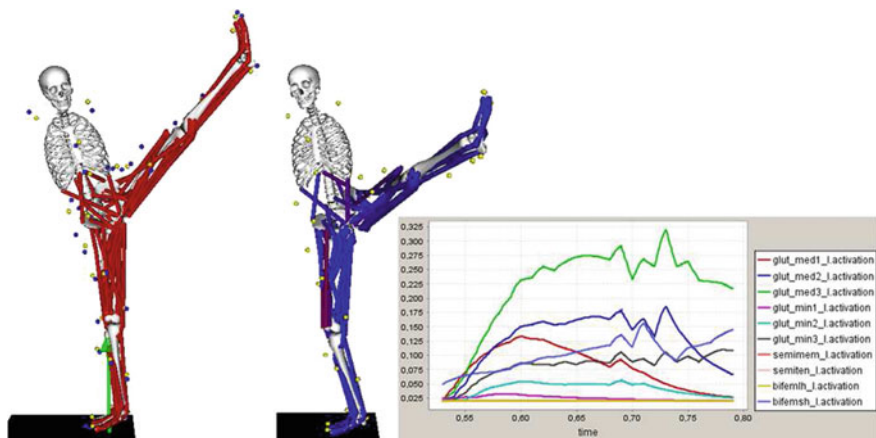 0,325
0,300
0,275
0,250
0,225
0,200
0,175
0,150
0,125
0,100
0,075
0,050
0,025
0,55 0,60 0,65 0,70 0,75 0,80
time
glut_med1_l.activation
glut_med2_l.activation
glut_med3_l.activation
glut_min1_l.activation
glut_min2_l.activation
glut_min3_l.activation
semimem_l.activation
semiten_l.activation
bifemlh_l.activation
bifemsh_l.activation